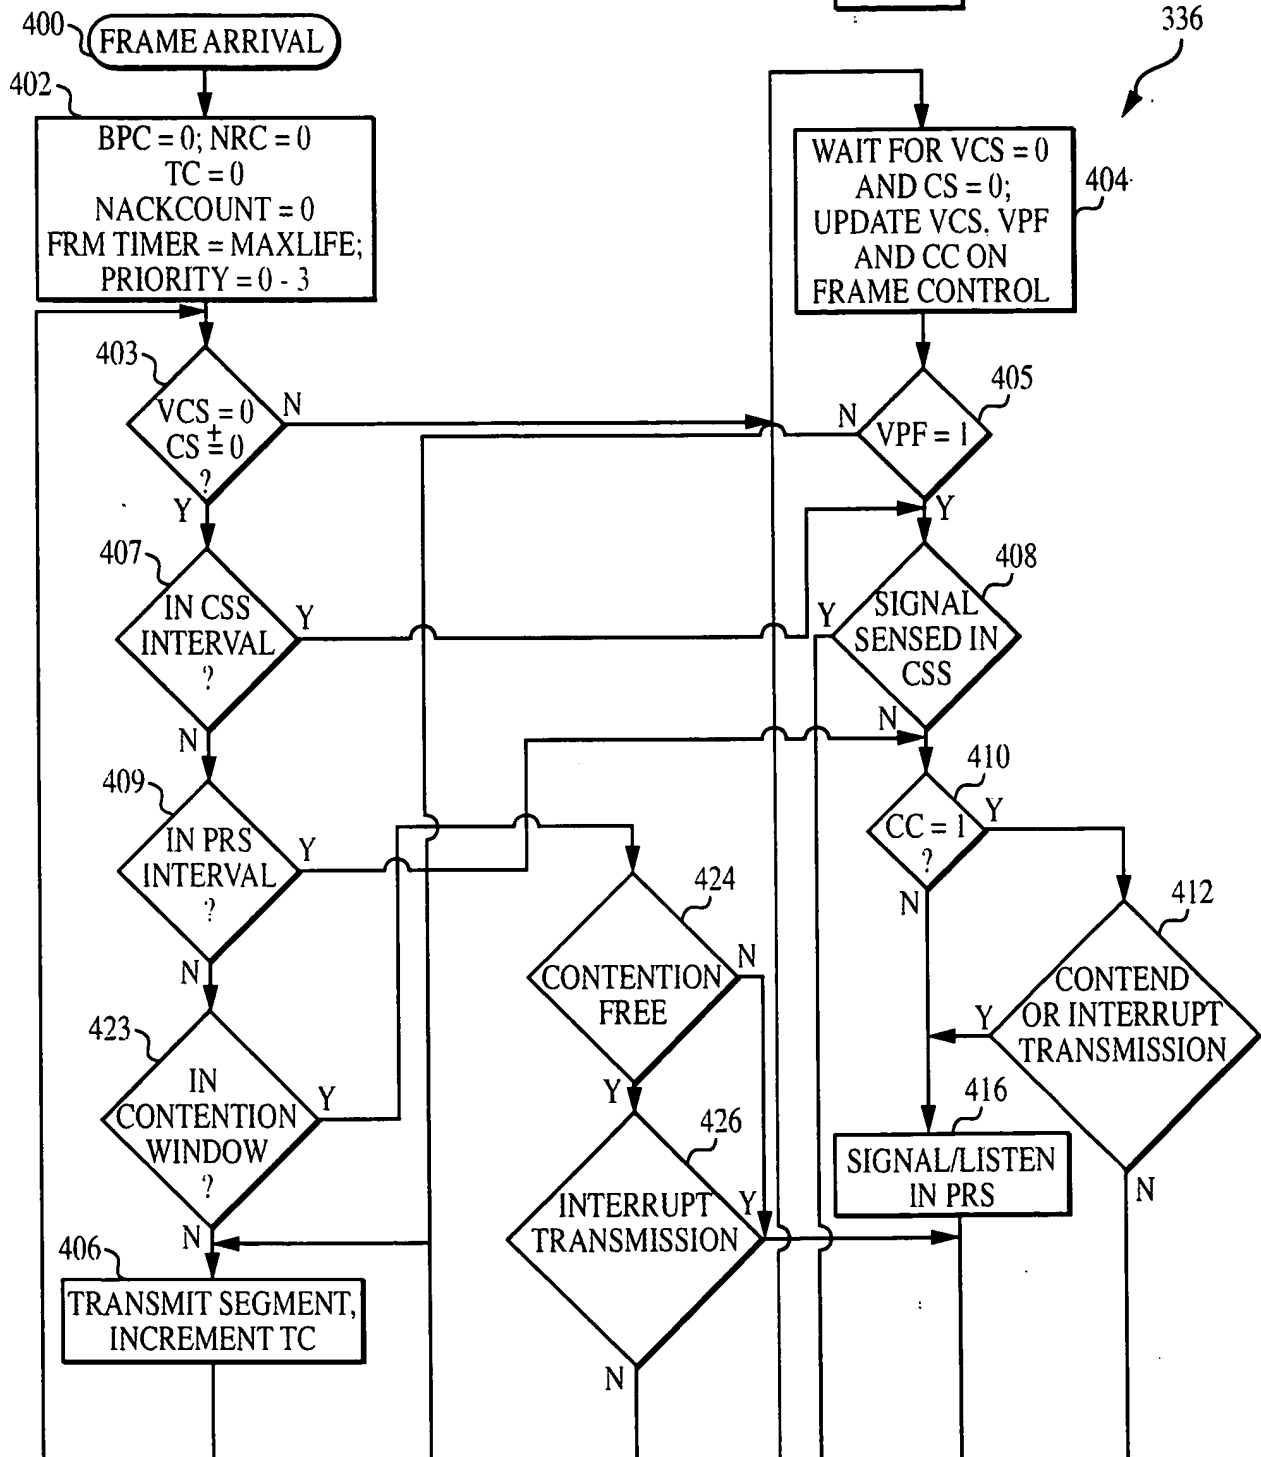 336
400
FRAME ARRIVAL
402
BPC = 0; NRC = 0
TC = 0
NACKCOUNT = 0
FRM TIMER = MAXLIFE;
PRIORITY = 0 - 3
WAIT FOR VCS = 0
AND CS = 0;
UPDATE VCS, VPF
AND CC ON
FRAME CONTROL
404
403
VCS = 0
+
CS = 0
?
N
Y
405
VPF = 1
N
Y
407
IN CSS
INTERVAL
?
Y
N
408
SIGNAL
SENSED IN
CSS
Y
N
409
IN PRS
INTERVAL
?
Y
N
410
CC = 1
?
Y
N
424
CONTENTION
FREE
N
Y
412
CONTEND
OR INTERRUPT
TRANSMISSION
Y
N
423
IN
CONTENTION
WINDOW
?
Y
N
426
INTERRUPT
TRANSMISSION
Y
N
416
SIGNAL/LISTEN
IN PRS
406
TRANSMIT SEGMENT,
INCREMENT TC